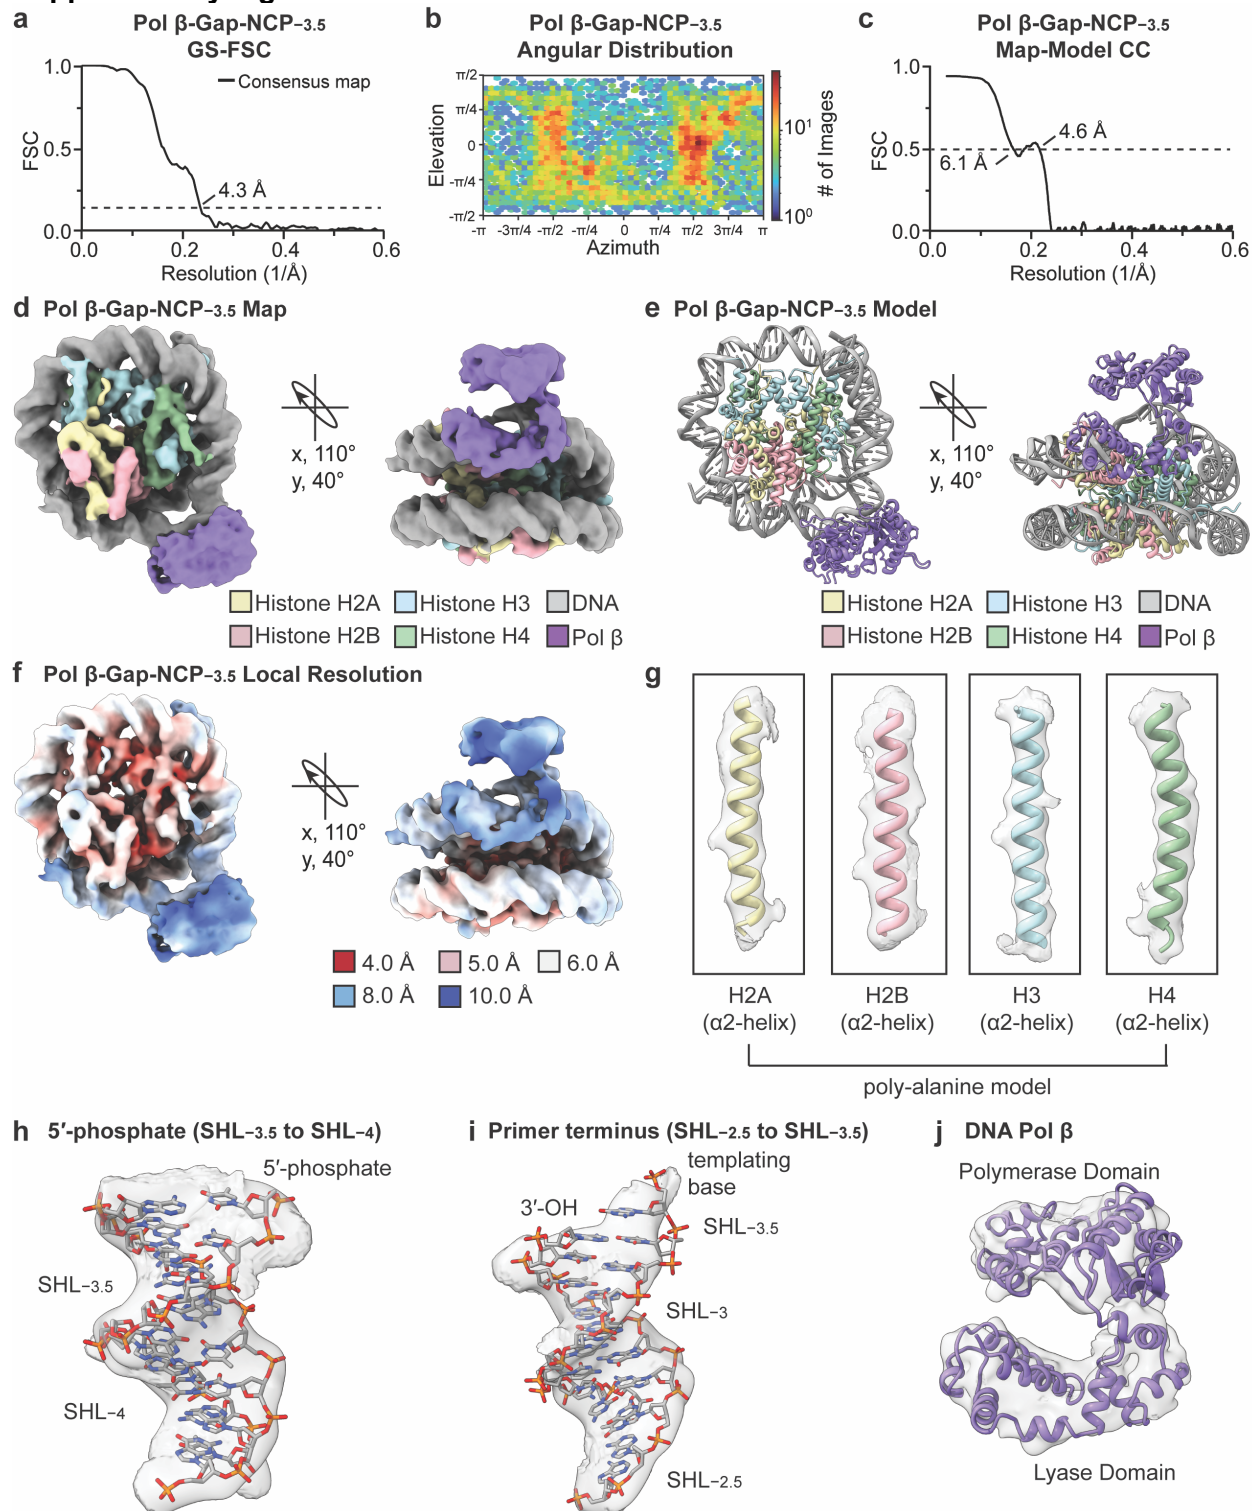 a
Pol β-Gap-NCP−3.5
GS-FSC
1.0
0.5
0.0
FSC
Consensus map
4.3 Å
0.0
0.2
0.4
0.6
Resolution (1/Å)
b
Pol β-Gap-NCP−3.5
Angular Distribution
π/2
π/4
0
-π/4
-π/2
Elevation
-π
-3π/4
-π/2
-π/4
0
π/4
π/2
3π/4
π
Azimuth
10¹
10⁰
# of Images
c
Pol β-Gap-NCP−3.5
Map-Model CC
1.0
0.5
0.0
FSC
6.1 Å
4.6 Å
0.0
0.2
0.4
0.6
Resolution (1/Å)
d Pol β-Gap-NCP−3.5 Map
x, 110°
y, 40°
Histone H2A
Histone H3
DNA
Histone H2B
Histone H4
Pol β
e Pol β-Gap-NCP−3.5 Model
x, 110°
y, 40°
Histone H2A
Histone H3
DNA
Histone H2B
Histone H4
Pol β
f Pol β-Gap-NCP−3.5 Local Resolution
x, 110°
y, 40°
4.0 Å
5.0 Å
6.0 Å
8.0 Å
10.0 Å
g
H2A
(α2-helix)
H2B
(α2-helix)
H3
(α2-helix)
H4
(α2-helix)
poly-alanine model
h 5′-phosphate (SHL−3.5 to SHL−4)
5′-phosphate
SHL−3.5
SHL−4
i Primer terminus (SHL−2.5 to SHL−3.5)
templating
base
3′-OH
SHL−3.5
SHL−3
SHL−2.5
j DNA Pol β
Polymerase Domain
Lyase Domain